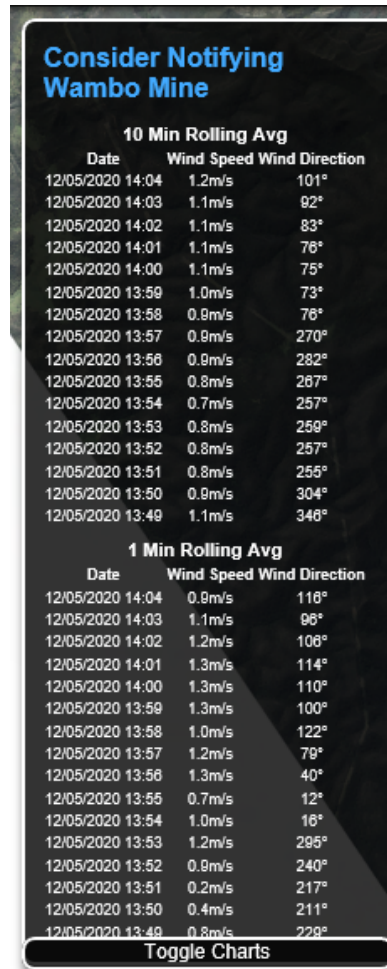 Consider Notifying
Wambo Mine
10 Min Rolling Avg
Date Wind Speed Wind Direction
12/05/2020 14:04 1.2m/s 101°
12/05/2020 14:03 1.1m/s 92°
12/05/2020 14:02 1.1m/s 83°
12/05/2020 14:01 1.1m/s 76°
12/05/2020 14:00 1.1m/s 75°
12/05/2020 13:59 1.0m/s 73°
12/05/2020 13:58 0.9m/s 76°
12/05/2020 13:57 0.9m/s 270°
12/05/2020 13:56 0.9m/s 282°
12/05/2020 13:55 0.8m/s 267°
12/05/2020 13:54 0.7m/s 257°
12/05/2020 13:53 0.8m/s 259°
12/05/2020 13:52 0.8m/s 257°
12/05/2020 13:51 0.8m/s 255°
12/05/2020 13:50 0.9m/s 304°
12/05/2020 13:49 1.1m/s 346°
1 Min Rolling Avg
Date Wind Speed Wind Direction
12/05/2020 14:04 0.9m/s 116°
12/05/2020 14:03 1.1m/s 96°
12/05/2020 14:02 1.2m/s 106°
12/05/2020 14:01 1.3m/s 114°
12/05/2020 14:00 1.3m/s 110°
12/05/2020 13:59 1.3m/s 100°
12/05/2020 13:58 1.0m/s 122°
12/05/2020 13:57 1.2m/s 79°
12/05/2020 13:56 1.3m/s 40°
12/05/2020 13:55 0.7m/s 12°
12/05/2020 13:54 1.0m/s 16°
12/05/2020 13:53 1.2m/s 295°
12/05/2020 13:52 0.9m/s 240°
12/05/2020 13:51 0.2m/s 217°
12/05/2020 13:50 0.4m/s 211°
12/05/2020 13:49 0.8m/s 229°
Toggle Charts